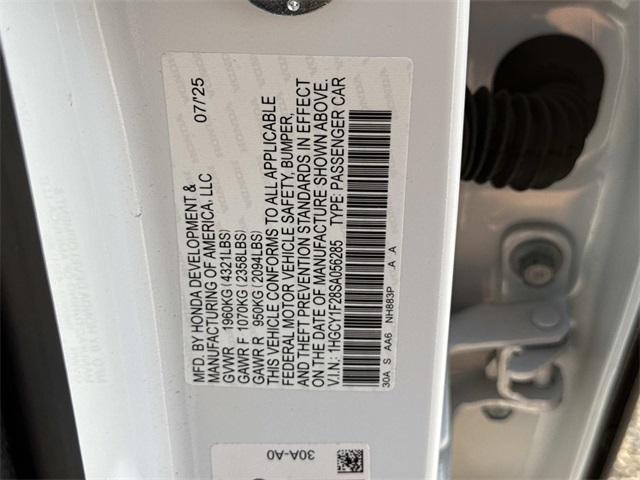 MFD. BY HONDA DEVELOPMENT & 07/'25
MANUFACTURING OF AMERICA, LLC
GVWR 1960KG (4321LBS)
GAWR F 1070KG (2358LBS)
GAWR R 950KG (2094LBS)
THIS VEHICLE CONFORMS TO ALL APPLICABLE
FEDERAL MOTOR VEHICLE SAFETY, BUMPER,
AND THEFT PREVENTION STANDARDS IN EFFECT
ON THE DATE OF MANUFACTURE SHOWN ABOVE.
V.I.N.: 1HGCY1F28SA056285 TYPE: PASSENGER CAR
30A S AA6 NH883P A A
30A-A0